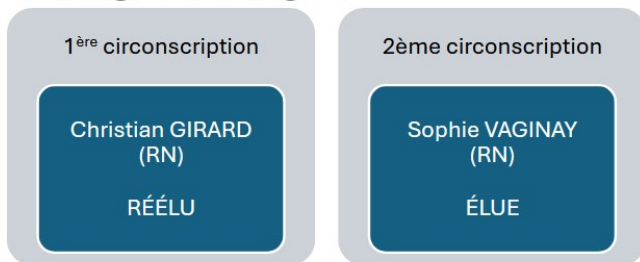 1ère circonscription
Christian GIRARD
(RN)
RÉÉLU
2ème circonscription
Sophie VAGINAY
(RN)
ÉLUE